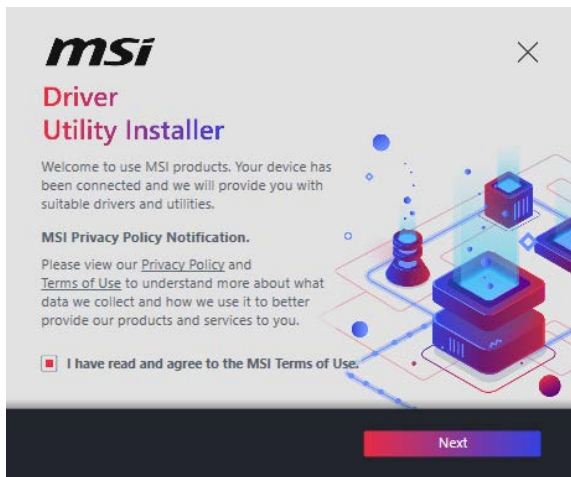 msi
Driver
Utility Installer
Welcome to use MSI products. Your device has
been connected and we will provide you with
suitable drivers and utilities.
MSI Privacy Policy Notification.
Please view our Privacy Policy and
Terms of Use to understand more about what
data we collect and how we use it to better
provide our products and services to you.
I have read and agree to the MSI Terms of Use.
Next